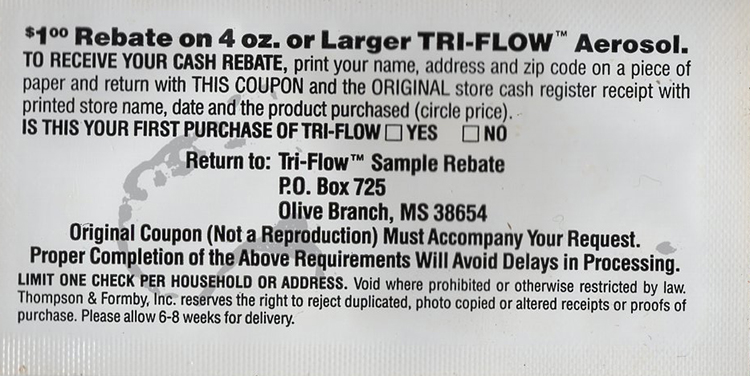 $1⁰⁰ Rebate on 4 oz. or Larger TRI-FLOW™ Aerosol.
TO RECEIVE YOUR CASH REBATE, print your name, address and zip code on a piece of
paper and return with THIS COUPON and the ORIGINAL store cash register receipt with
printed store name, date and the product purchased (circle price).
IS THIS YOUR FIRST PURCHASE OF TRI-FLOW ☐ YES ☐ NO
Return to: Tri-Flow™ Sample Rebate
P.O. Box 725
Olive Branch, MS 38654
Original Coupon (Not a Reproduction) Must Accompany Your Request.
Proper Completion of the Above Requirements Will Avoid Delays in Processing.
LIMIT ONE CHECK PER HOUSEHOLD OR ADDRESS. Void where prohibited or otherwise restricted by law.
Thompson & Formby, Inc. reserves the right to reject duplicated, photo copied or altered receipts or proofs of
purchase. Please allow 6-8 weeks for delivery.